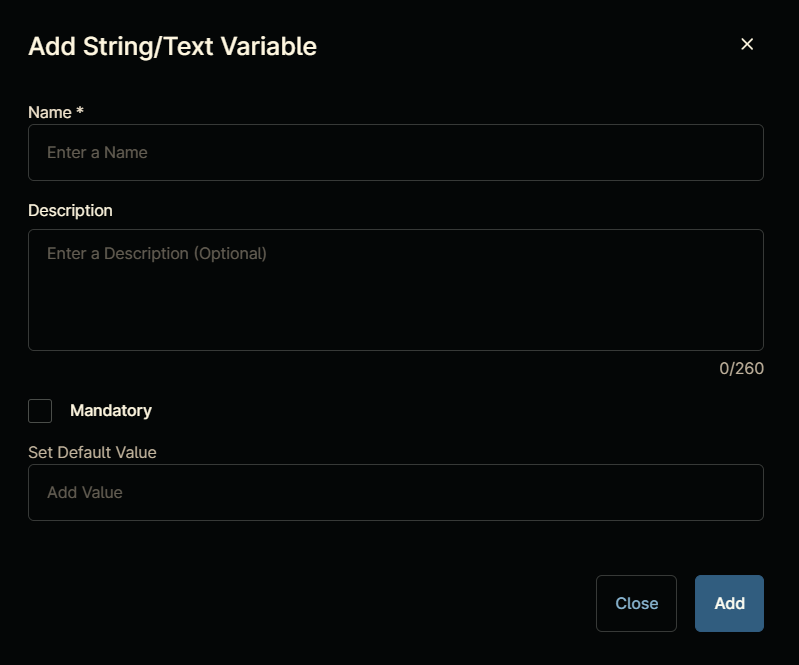 Add String/Text Variable
Name *
Enter a Name
Description
Enter a Description (Optional)
0/260
Mandatory
Set Default Value
Add Value
Close
Add